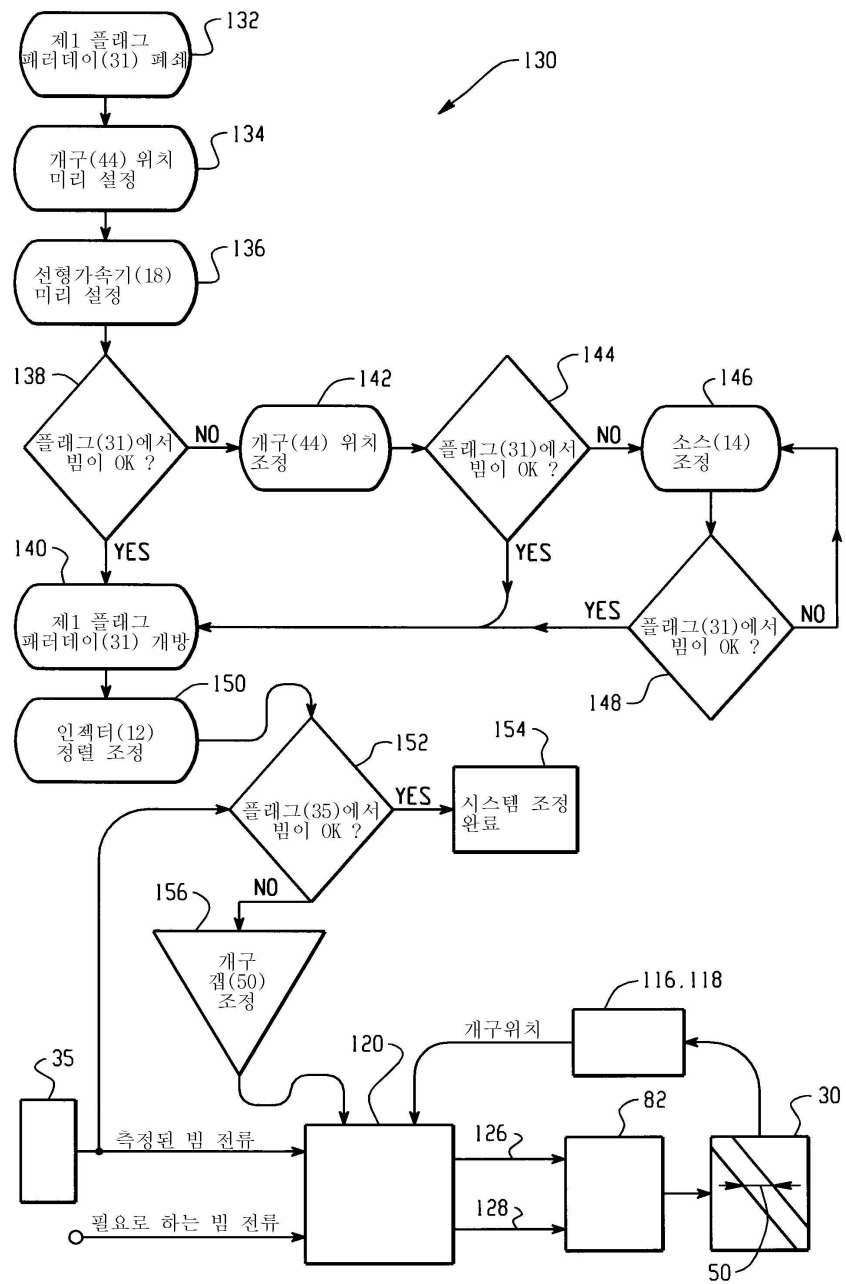 제1 플래그
패러데이(31) 폐쇄
132
130
개구(44) 위치
미리 설정
134
선형가속기(18)
미리 설정
136
138
플래그(31)에서
빔이 OK ?
NO
YES
142
개구(44) 위치
조정
144
플래그(31)에서
빔이 OK ?
NO
YES
146
소스(14)
조정
140
제1 플래그
패러데이(31) 개방
YES
플래그(31)에서
빔이 OK ?
NO
148
150
인젝터(12)
정렬 조정
152
플래그(35)에서
빔이 OK ?
YES
NO
154
시스템 조정
완료
156
개구
갭(50)
조정
116,118
개구위치
35
120
82
30
측정된 빔 전류
126
필요로 하는 빔 전류
128
50